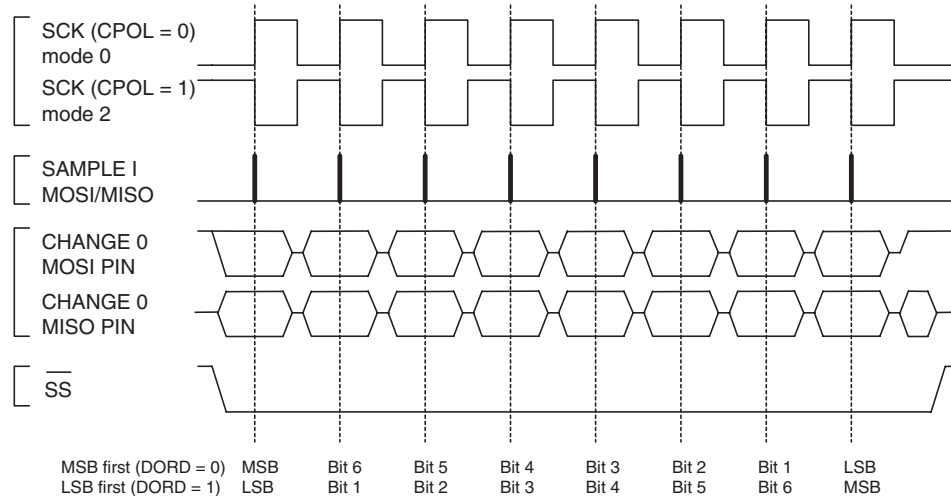 SCK (CPOL = 0)
mode 0
SCK (CPOL = 1)
mode 2
SAMPLE I
MOSI/MISO
CHANGE 0
MOSI PIN
CHANGE 0
MISO PIN
SS
MSB first (DORD = 0) MSB Bit 6 Bit 5 Bit 4 Bit 3 Bit 2 Bit 1 LSB
LSB first (DORD = 1) LSB Bit 1 Bit 2 Bit 3 Bit 4 Bit 5 Bit 6 MSB